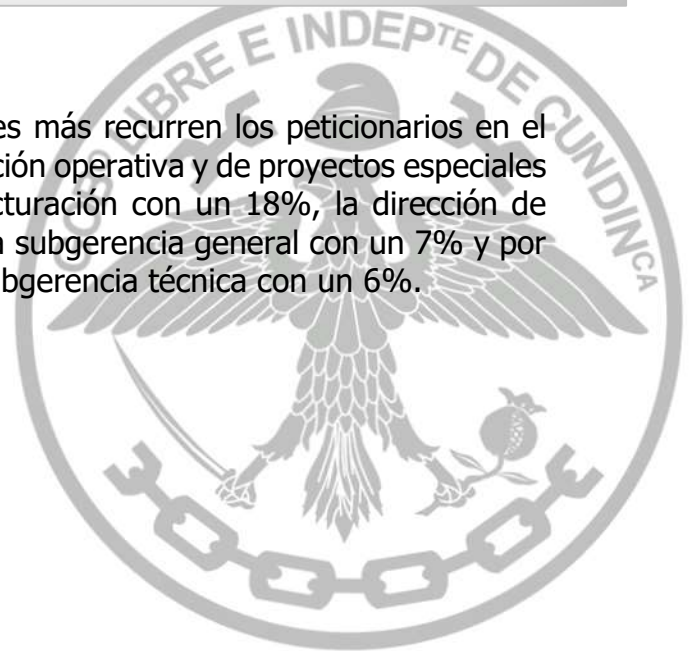 GOB LIBRE E INDEPTE DE CUNDINCA
es más recurren los peticionarios en el
ción operativa y de proyectos especiales
cturación con un 18%, la dirección de
subgerencia general con un 7% y por
bgerencia técnica con un 6%.